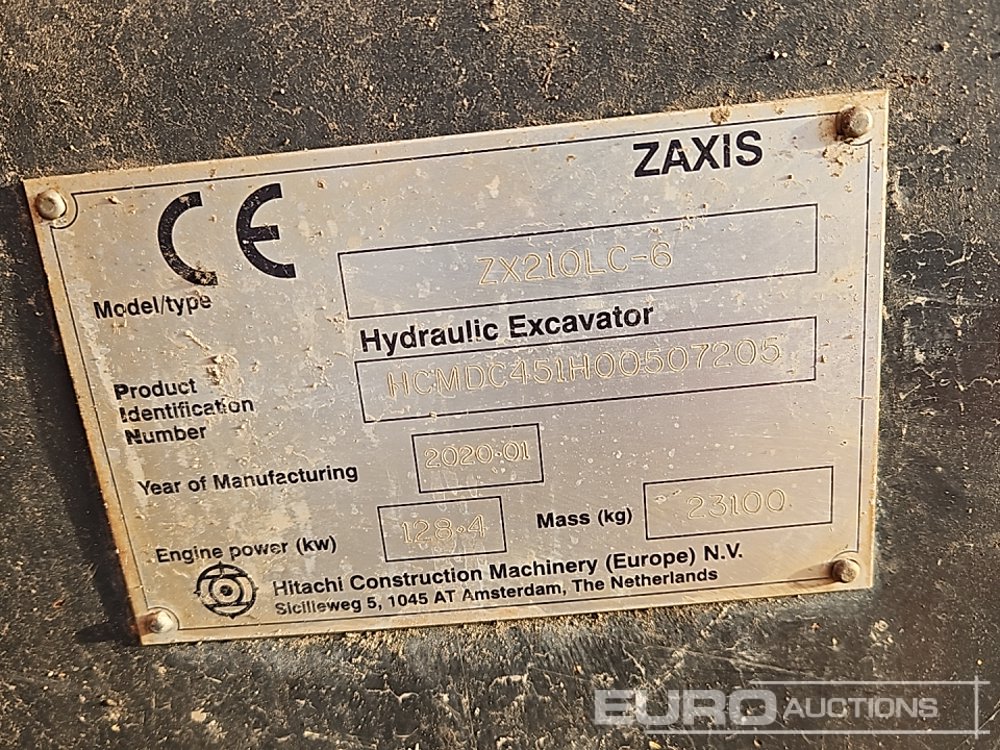 ZAXIS
CE
Model/type ZX210LC-6
Hydraulic Excavator
Product
Identification
Number
HCMDC451H00507205
Year of Manufacturing 2020.01
Engine power (kw) 128.4 Mass (kg) 23100
Hitachi Construction Machinery (Europe) N.V.
Sicilieweg 5, 1045 AT Amsterdam, The Netherlands
EURO AUCTIONS